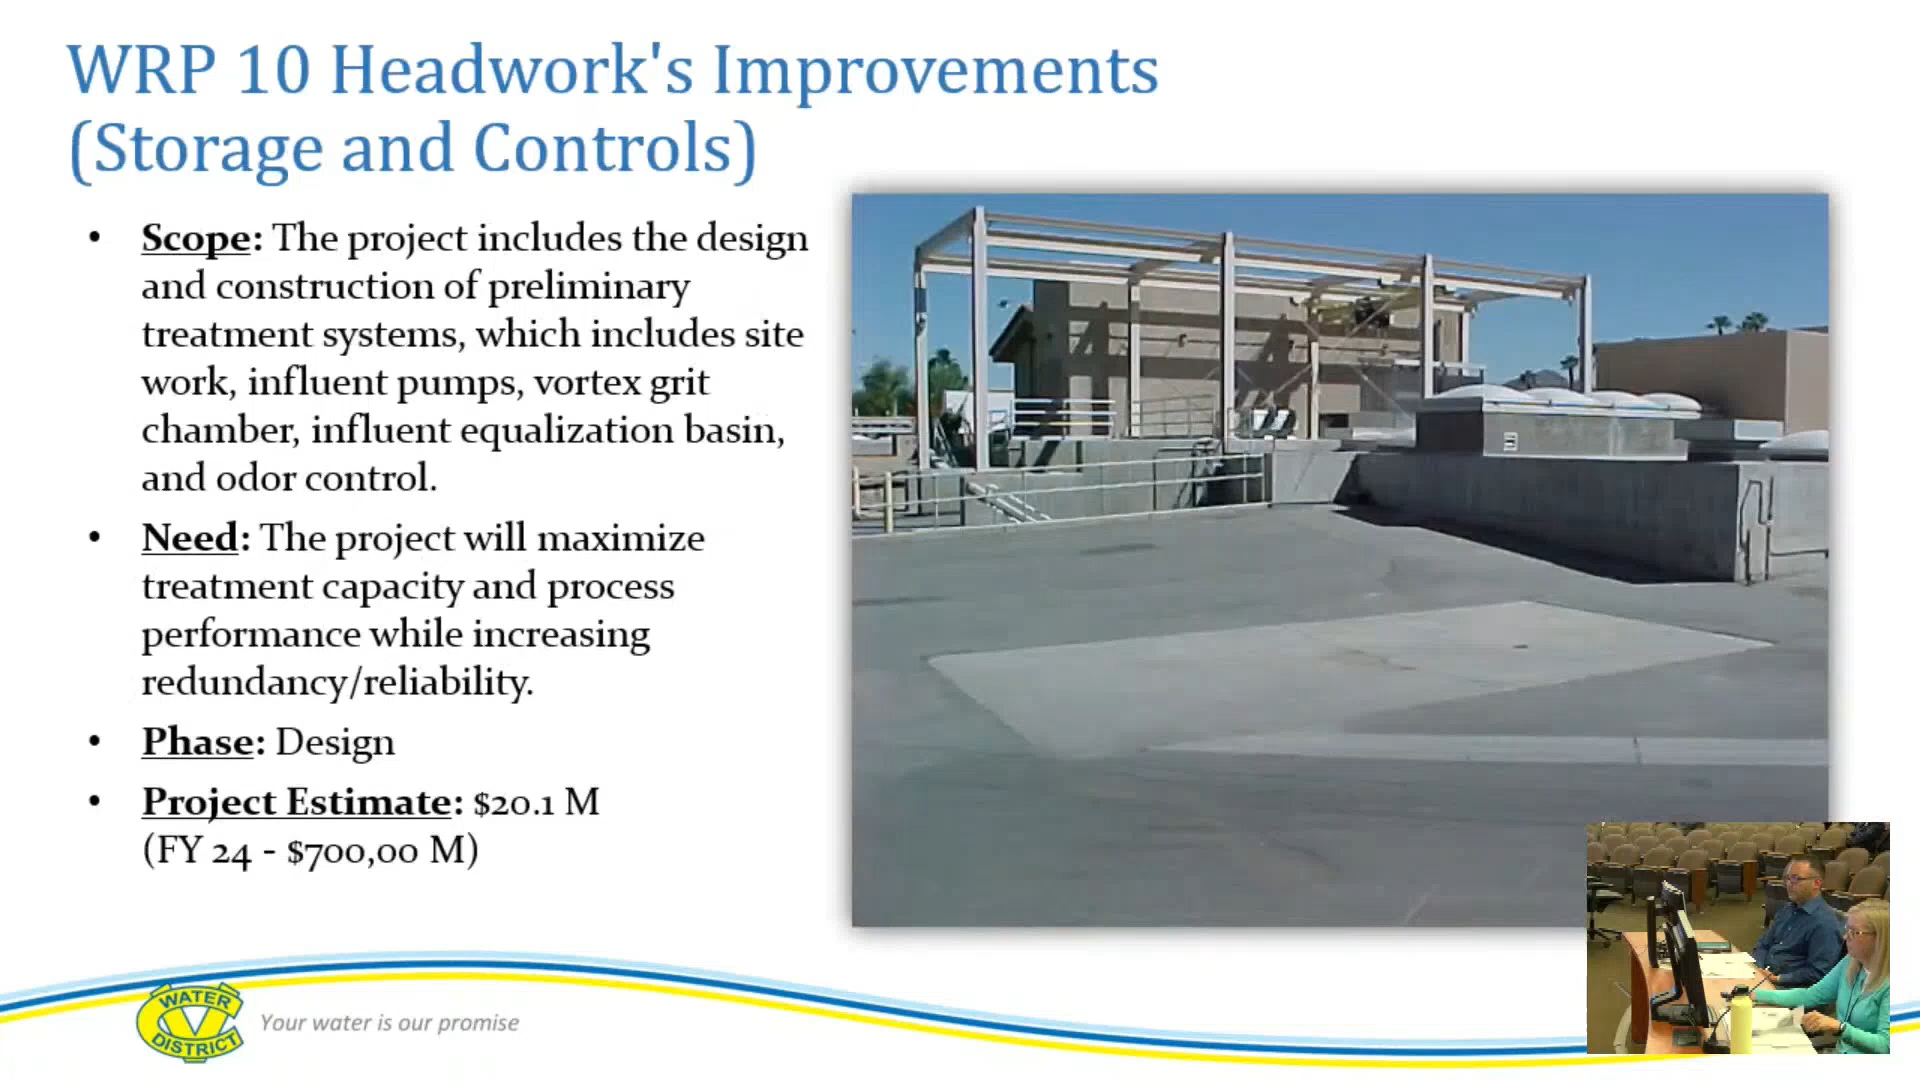 WRP 10 Headwork's Improvements
(Storage and Controls)
• Scope: The project includes the design
and construction of preliminary
treatment systems, which includes site
work, influent pumps, vortex grit
chamber, influent equalization basin,
and odor control.
• Need: The project will maximize
treatment capacity and process
performance while increasing
redundancy/reliability.
• Phase: Design
• Project Estimate: $20.1 M
(FY 24 - $700,00 M)
WATER
CV
DISTRICT
Your water is our promise